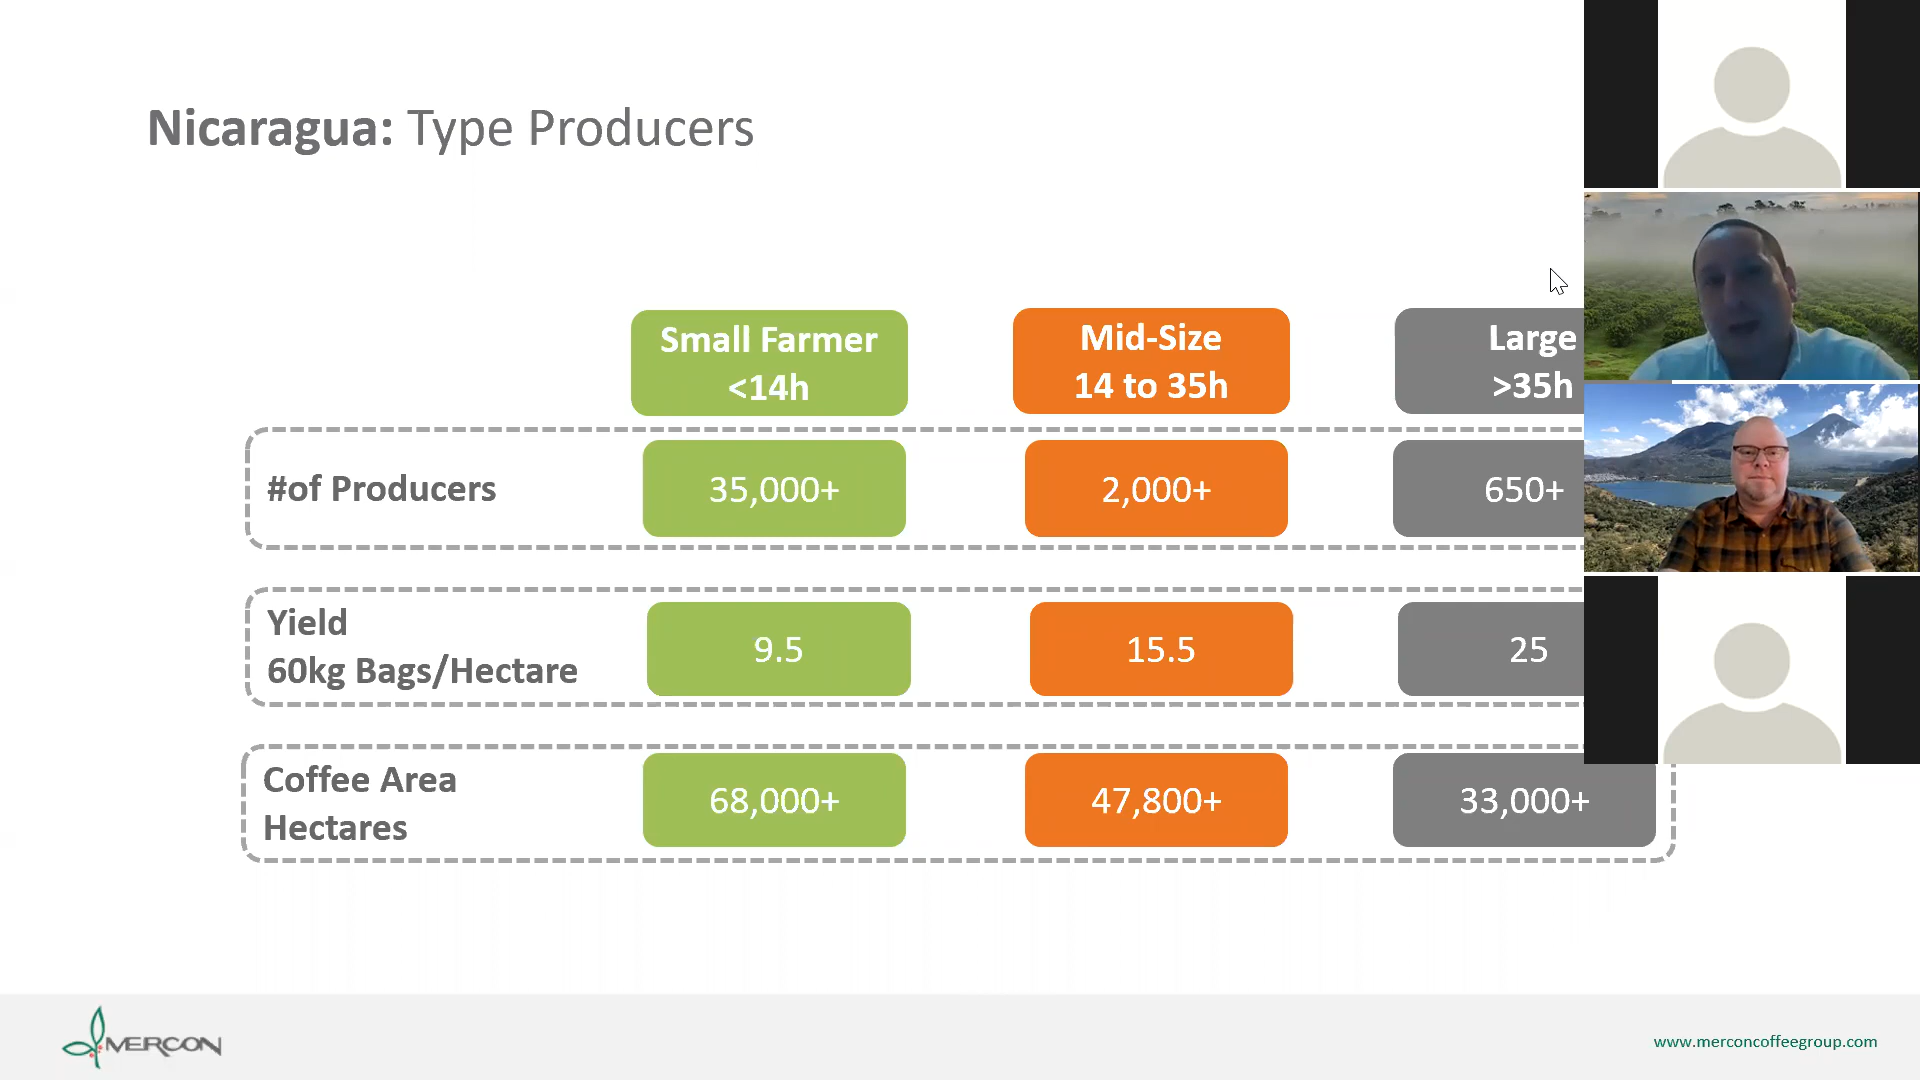 Nicaragua: Type Producers
Small Farmer
<14h
Mid-Size
14 to 35h
Large
>35h
#of Producers
35,000+
2,000+
650+
Yield
60kg Bags/Hectare
9.5
15.5
25
Coffee Area
Hectares
68,000+
47,800+
33,000+
MERCON
www.merconcoffeegroup.com